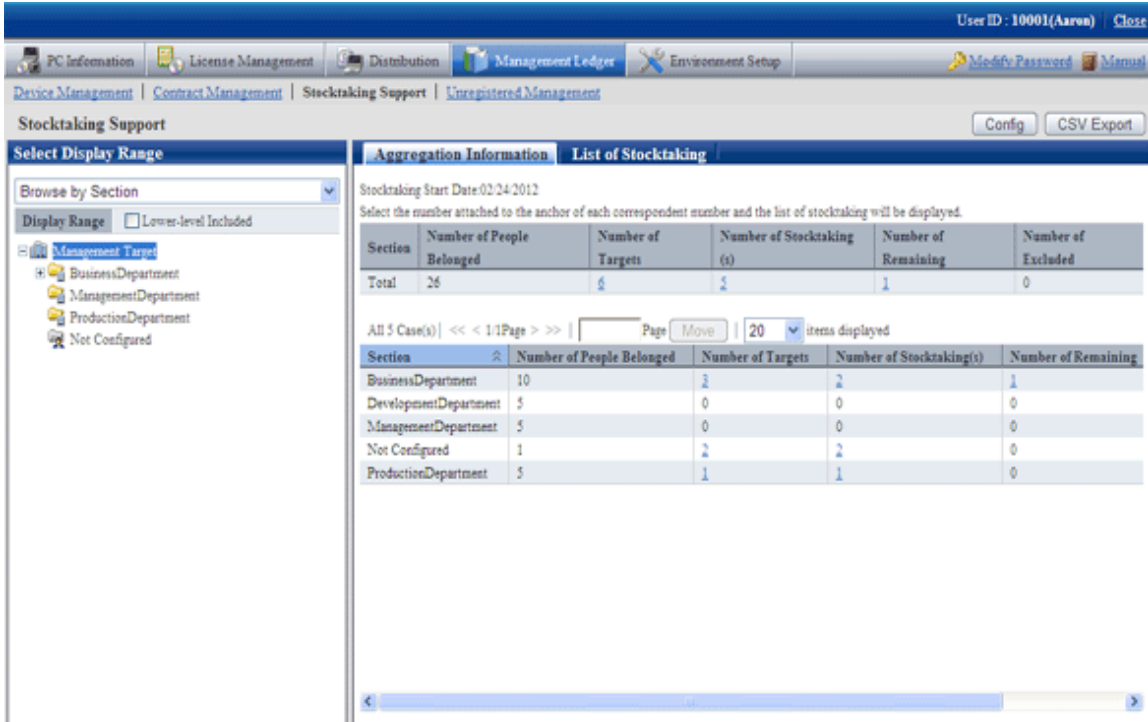 User ID : 10001(Aaron) Close
PC Information License Management Distribution Management Ledger Environment Setup Modify Password Manual
Device Management | Contract Management | Stocktaking Support | Unregistered Management
Stocktaking Support Config CSV Export
Select Display Range
Browse by Section
Display Range Lower-level Included
Management Target
BusinessDepartment
ManagementDepartment
ProductionDepartment
Not Configured
Aggregation Information List of Stocktaking
Stocktaking Start Date:02/24/2012
Select the number attached to the anchor of each correspondent number and the list of stocktaking will be displayed.
Section Number of People Belonged Number of Targets Number of Stocktaking (s) Number of Remaining Number of Excluded
Total 26 6 5 1 0
All 5 Case(s)| << < 1/1Page > >> | Page Move | 20 items displayed
Section Number of People Belonged Number of Targets Number of Stocktaking(s) Number of Remaining
BusinessDepartment 10 3 2 1
DevelopmentDepartment 5 0 0 0
ManagementDepartment 5 0 0 0
Not Configured 1 2 2 0
ProductionDepartment 5 1 1 0